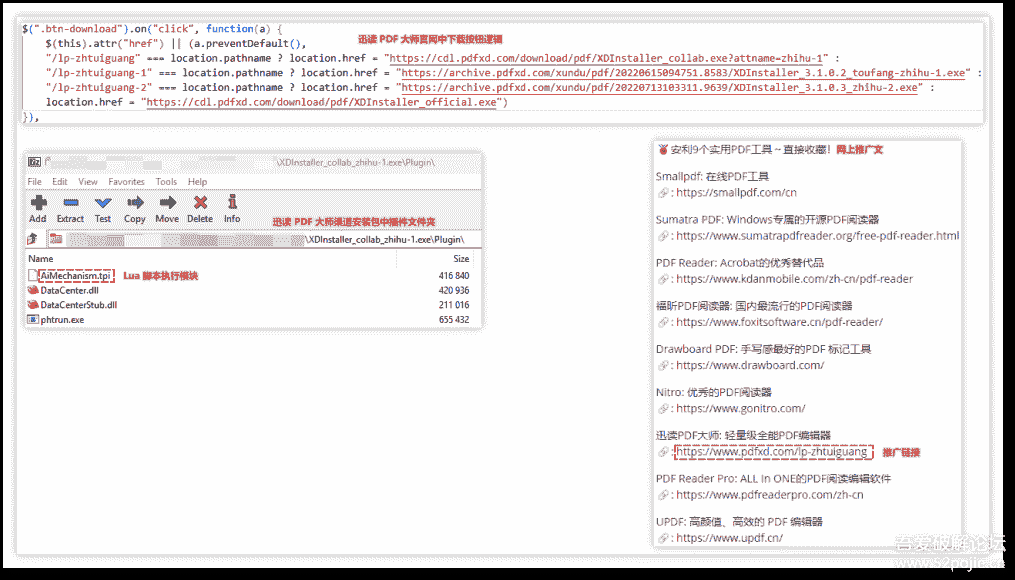 $(".btn-download").on("click", function(a) {
$(this).attr("href") || (a.preventDefault(),
迅读 PDF 大师官网中下载按钮逻辑
"/lp-zhtuiguang" === location.pathname ? location.href = "https://cdl.pdfxd.com/download/pdf/XDInstaller_collab.exe?attname=zhihu-1" :
"/lp-zhtuiguang-1" === location.pathname ? location.href = "https://archive.pdfxd.com/xundu/pdf/20220615094751.8583/XDInstaller_3.1.0.2_toufang-zhihu-1.exe" :
"/lp-zhtuiguang-2" === location.pathname ? location.href = "https://archive.pdfxd.com/xundu/pdf/20220713103311.9639/XDInstaller_3.1.0.3_zhihu-2.exe" :
location.href = "https://cdl.pdfxd.com/download/pdf/XDInstaller_official.exe")
}),
\XDInstaller_collab_zhihu-1.exe\Plugin\
File Edit View Favorites Tools Help
Add Extract Test Copy Move Delete Info
迅读 PDF 大师渠道安装包中插件文件夹
\XDInstaller_collab_zhihu-1.exe\Plugin\
Name Size
AiMechanism.tpi Lua 脚本执行模块 416 840
DataCenter.dll 420 936
DataCenterStub.dll 211 016
phtrun.exe 655 432
安利9个实用PDF工具～直接收藏! 网上推广文
Smallpdf: 在线PDF工具
: https://smallpdf.com/cn
Sumatra PDF: Windows专属的开源PDF阅读器
: https://www.sumatrapdfreader.org/free-pdf-reader.html
PDF Reader: Acrobat的优秀替代品
: https://www.kdanmobile.com/zh-cn/pdf-reader
福昕PDF阅读器: 国内最流行的PDF阅读器
: https://www.foxitsoftware.cn/pdf-reader/
Drawboard PDF: 手写感最好的PDF 标记工具
: https://www.drawboard.com/
Nitro: 优秀的PDF阅读器
: https://www.gonitro.com/
迅读PDF大师: 轻量级全能PDF编辑器
: https://www.pdfxd.com/lp-zhtuiguang 推广链接
PDF Reader Pro: ALL in ONE的PDF阅读编辑软件
: https://www.pdfreaderpro.com/zh-cn
UPDF: 高颜值、高效的 PDF 编辑器
: https://www.updf.cn/
吾爱破解论坛